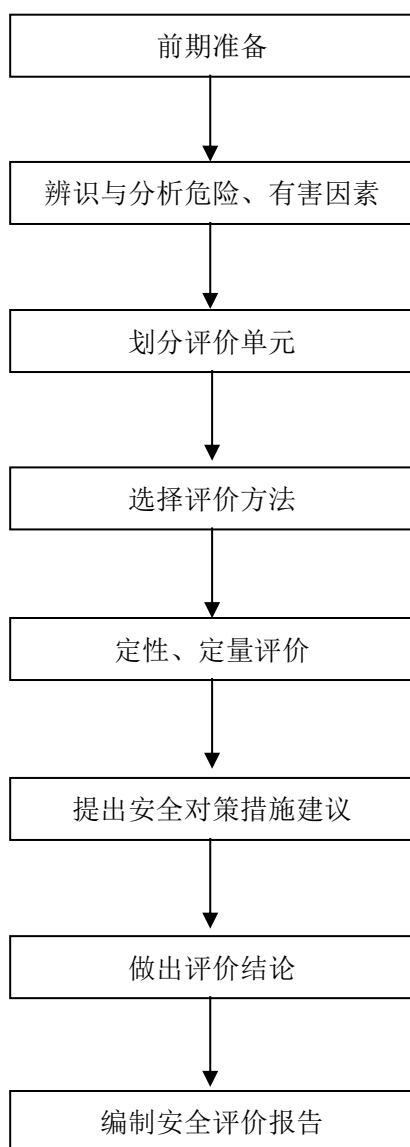 前期准备
辨识与分析危险、有害因素
划分评价单元
选择评价方法
定性、定量评价
提出安全对策措施建议
做出评价结论
编制安全评价报告